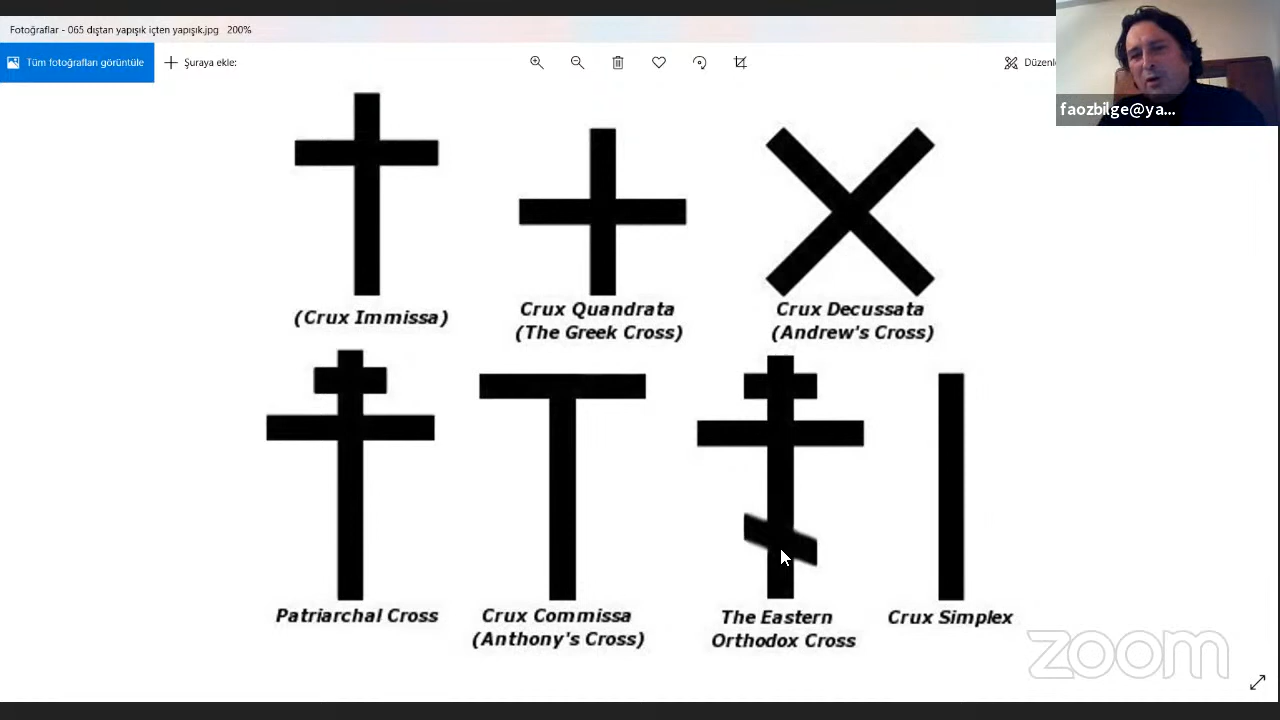 Fotoğraflar - 065 dıştan yapışık içten yapışık.jpg 200%
Tüm fotoğrafları görüntüle
Şuraya ekle:
Düzenle
faozbilge@ya...
(Crux Immissa)
Crux Quandrata
(The Greek Cross)
Crux Decussata
(Andrew's Cross)
Patriarchal Cross
Crux Commissa
(Anthony's Cross)
The Eastern
Orthodox Cross
Crux Simplex
zoom